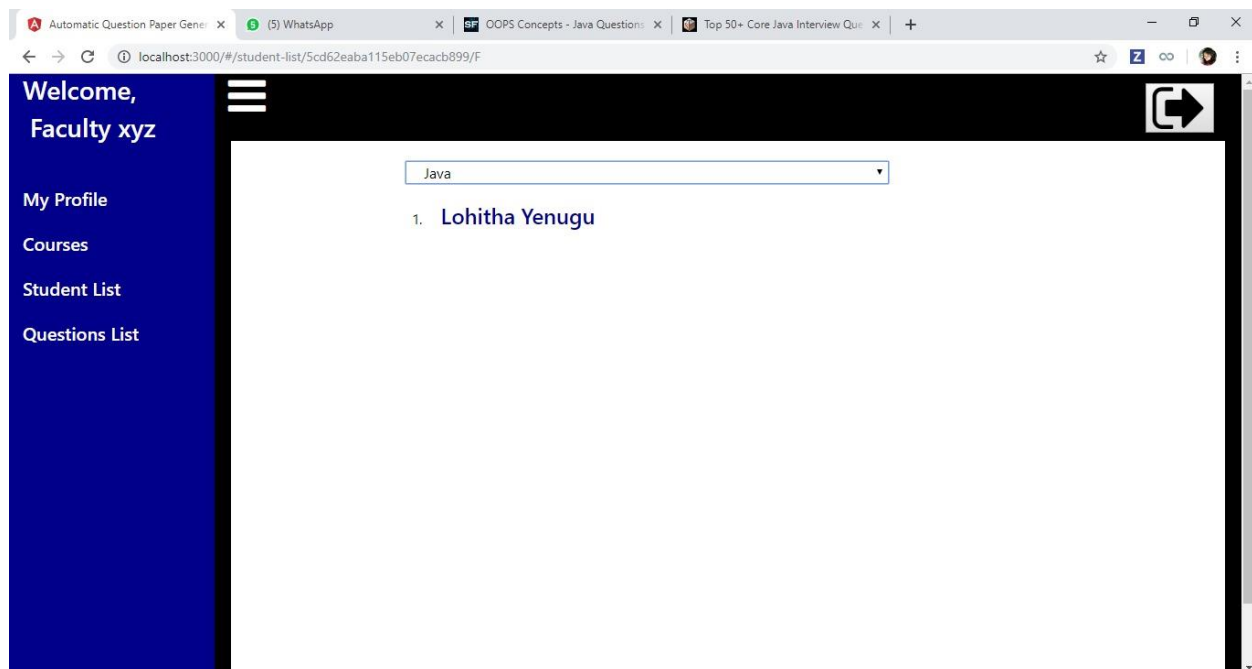 Automatic Question Paper Gener
(5) WhatsApp
SF OOPS Concepts - Java Questions
Top 50+ Core Java Interview Que
localhost:3000/#/student-list/5cd62eaba115eb07ecacb899/F
Welcome,
Faculty xyz
My Profile
Courses
Student List
Questions List
Java
1. Lohitha Yenugu